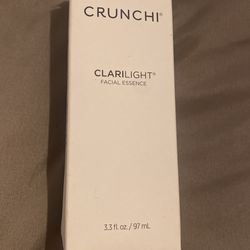 CRUNCHI®
CLARILIGHT®
FACIAL ESSENCE
3.3 fl. oz. / 97 mL